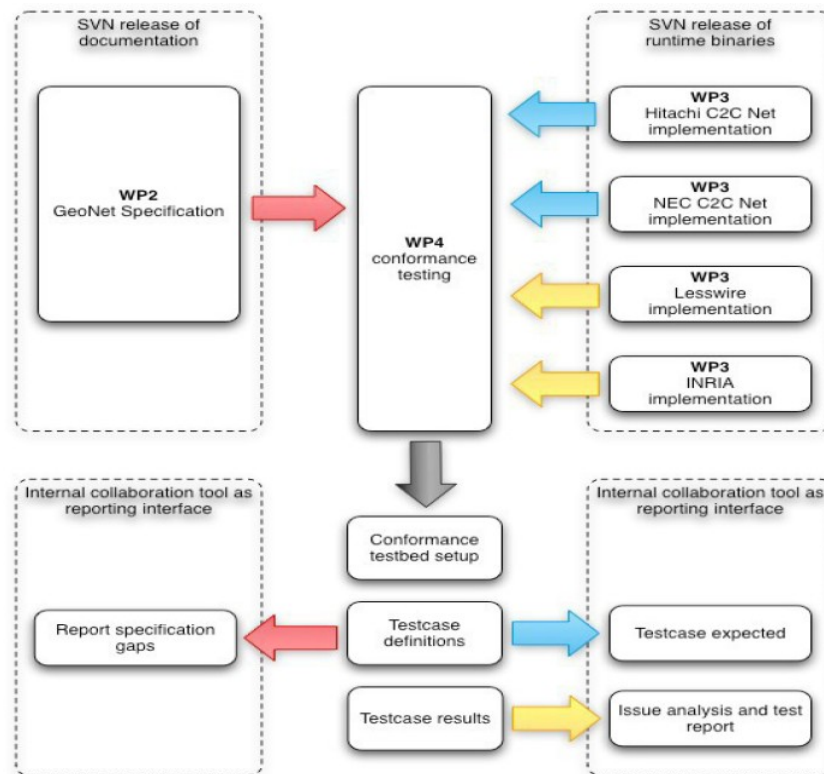 SVN release of
documentation
WP2
GeoNet Specification
WP4
conformance
testing
SVN release of
runtime binaries
WP3
Hitachi C2C Net
implementation
WP3
NEC C2C Net
implementation
WP3
Lesswire
implementation
WP3
INRIA
implementation
Internal collaboration tool as
reporting interface
Report specification
gaps
Conformance
testbed setup
Testcase
definitions
Testcase results
Internal collaboration tool as
reporting interface
Testcase expected
Issue analysis and test
report